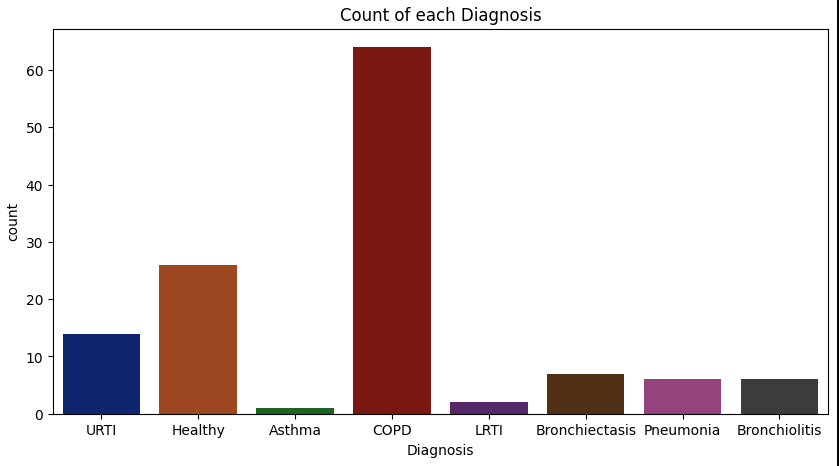 Count of each Diagnosis
count
60
50
40
30
20
10
0
URTI Healthy Asthma COPD LRTI Bronchiectasis Pneumonia Bronchiolitis
Diagnosis